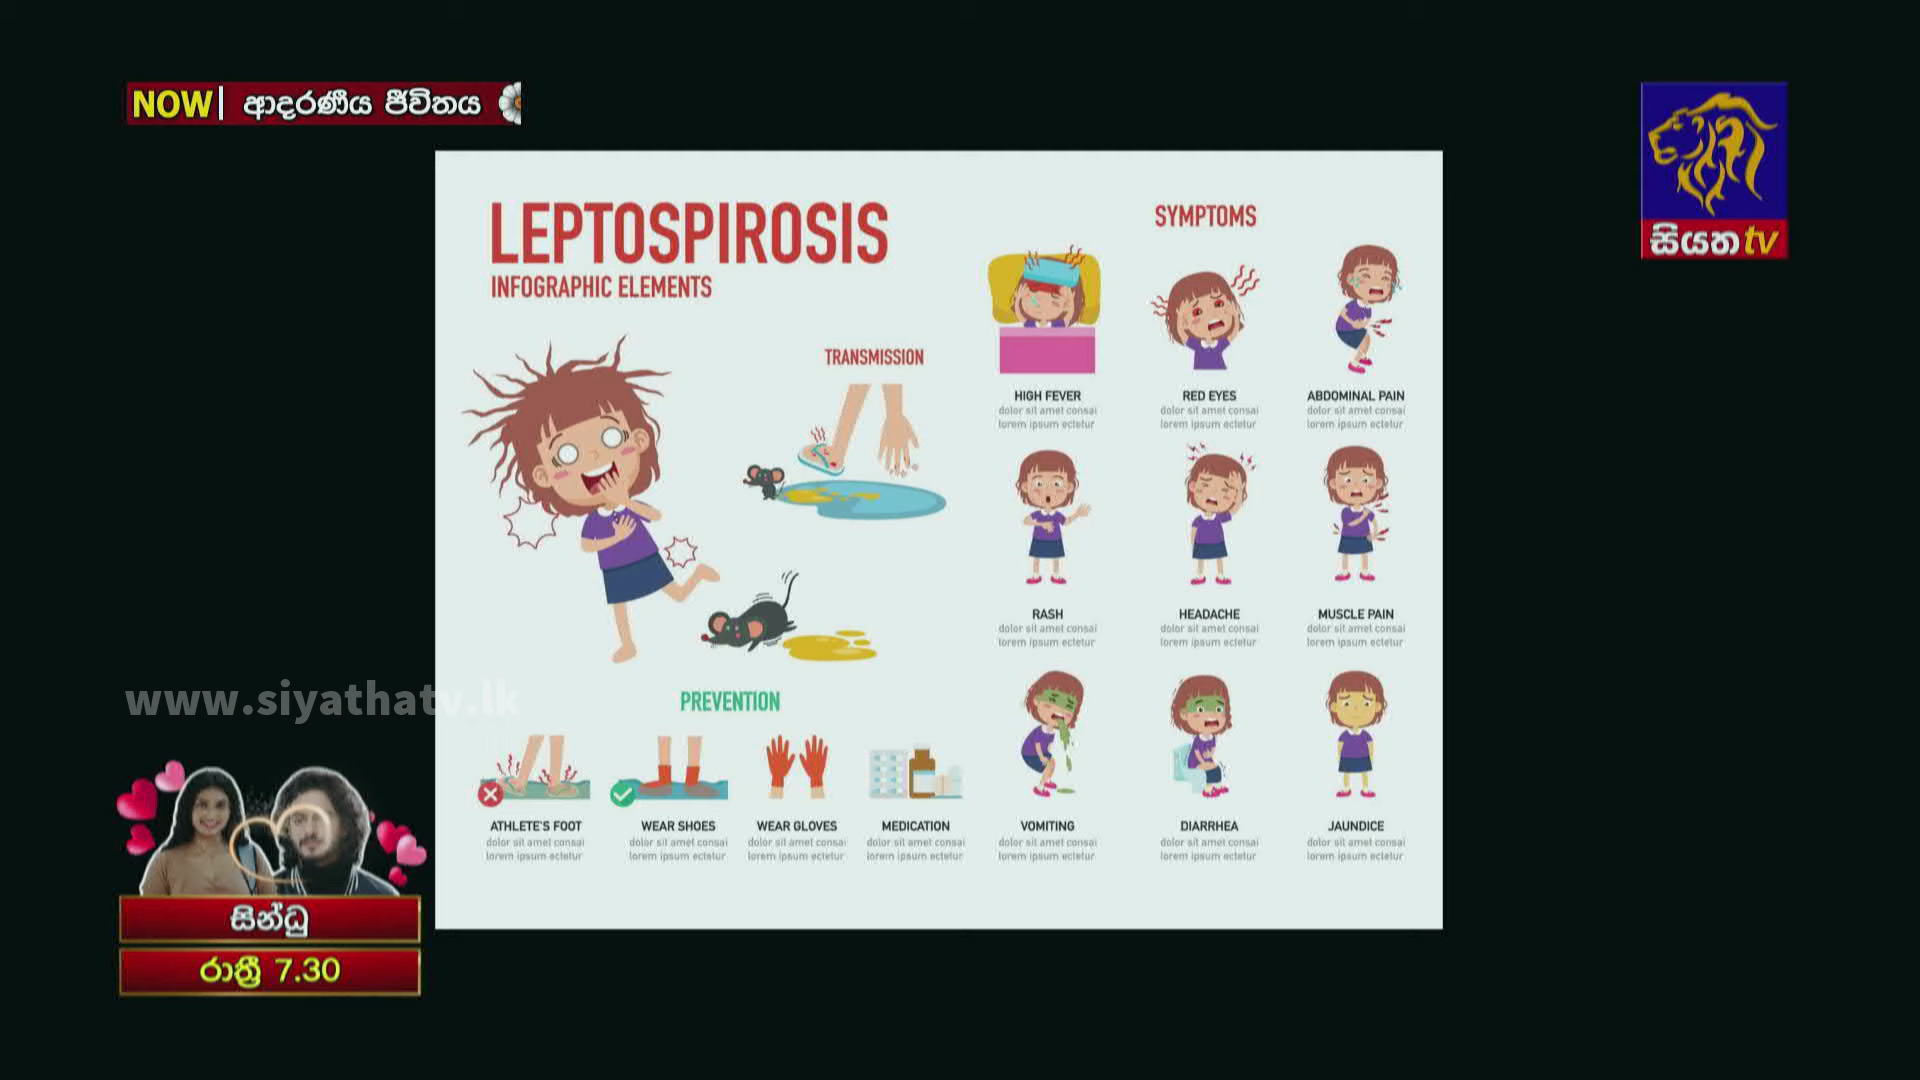 NOW | ආදරණීය ජීවිතය
සියත tv
LEPTOSPIROSIS
INFOGRAPHIC ELEMENTS
TRANSMISSION
SYMPTOMS
HIGH FEVER
dolor sit amet consai
lorem ipsum ectetur
RED EYES
dolor sit amet consai
lorem ipsum ectetur
ABDOMINAL PAIN
dolor sit amet consai
lorem ipsum ectetur
RASH
dolor sit amet consai
lorem ipsum ectetur
HEADACHE
dolor sit amet consai
lorem ipsum ectetur
MUSCLE PAIN
dolor sit amet consai
lorem ipsum ectetur
www.siyathatv.lk
PREVENTION
ATHLETE'S FOOT
dolor sit amet consai
lorem ipsum ectetur
WEAR SHOES
dolor sit amet consai
lorem ipsum ectetur
WEAR GLOVES
dolor sit amet consai
lorem ipsum ectetur
MEDICATION
dolor sit amet consai
lorem ipsum ectetur
VOMITING
dolor sit amet consai
lorem ipsum ectetur
DIARRHEA
dolor sit amet consai
lorem ipsum ectetur
JAUNDICE
dolor sit amet consai
lorem ipsum ectetur
සින්ධු
රාත්‍රී 7.30